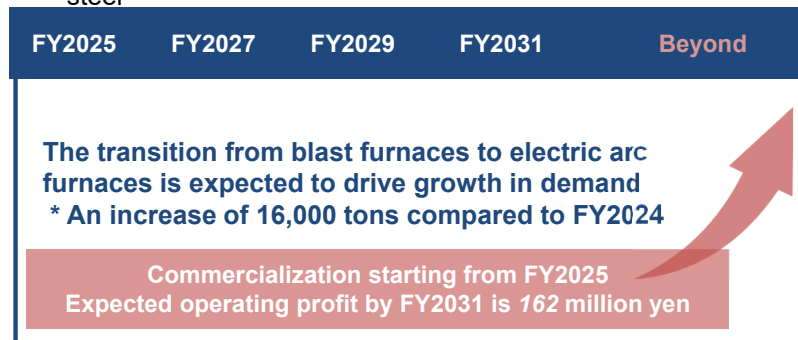 steel
FY2025 FY2027 FY2029 FY2031 Beyond
The transition from blast furnaces to electric arc
furnaces is expected to drive growth in demand
* An increase of 16,000 tons compared to FY2024
Commercialization starting from FY2025
Expected operating profit by FY2031 is 162 million yen